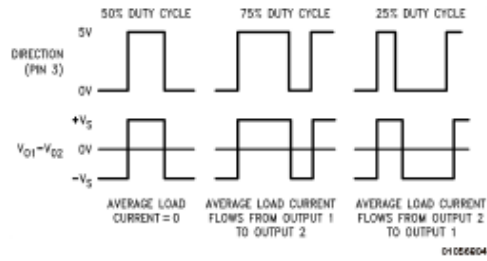 50% DUTY CYCLE 75% DUTY CYCLE 25% DUTY CYCLE
5V
DIRECTION
(PIN 3)
0V
+VS
VO1−VO2 0V
−VS
AVERAGE LOAD
CURRENT = 0
AVERAGE LOAD CURRENT
FLOWS FROM OUTPUT 1
TO OUTPUT 2
AVERAGE LOAD CURRENT
FLOWS FROM OUTPUT 2
TO OUTPUT 1
01056804